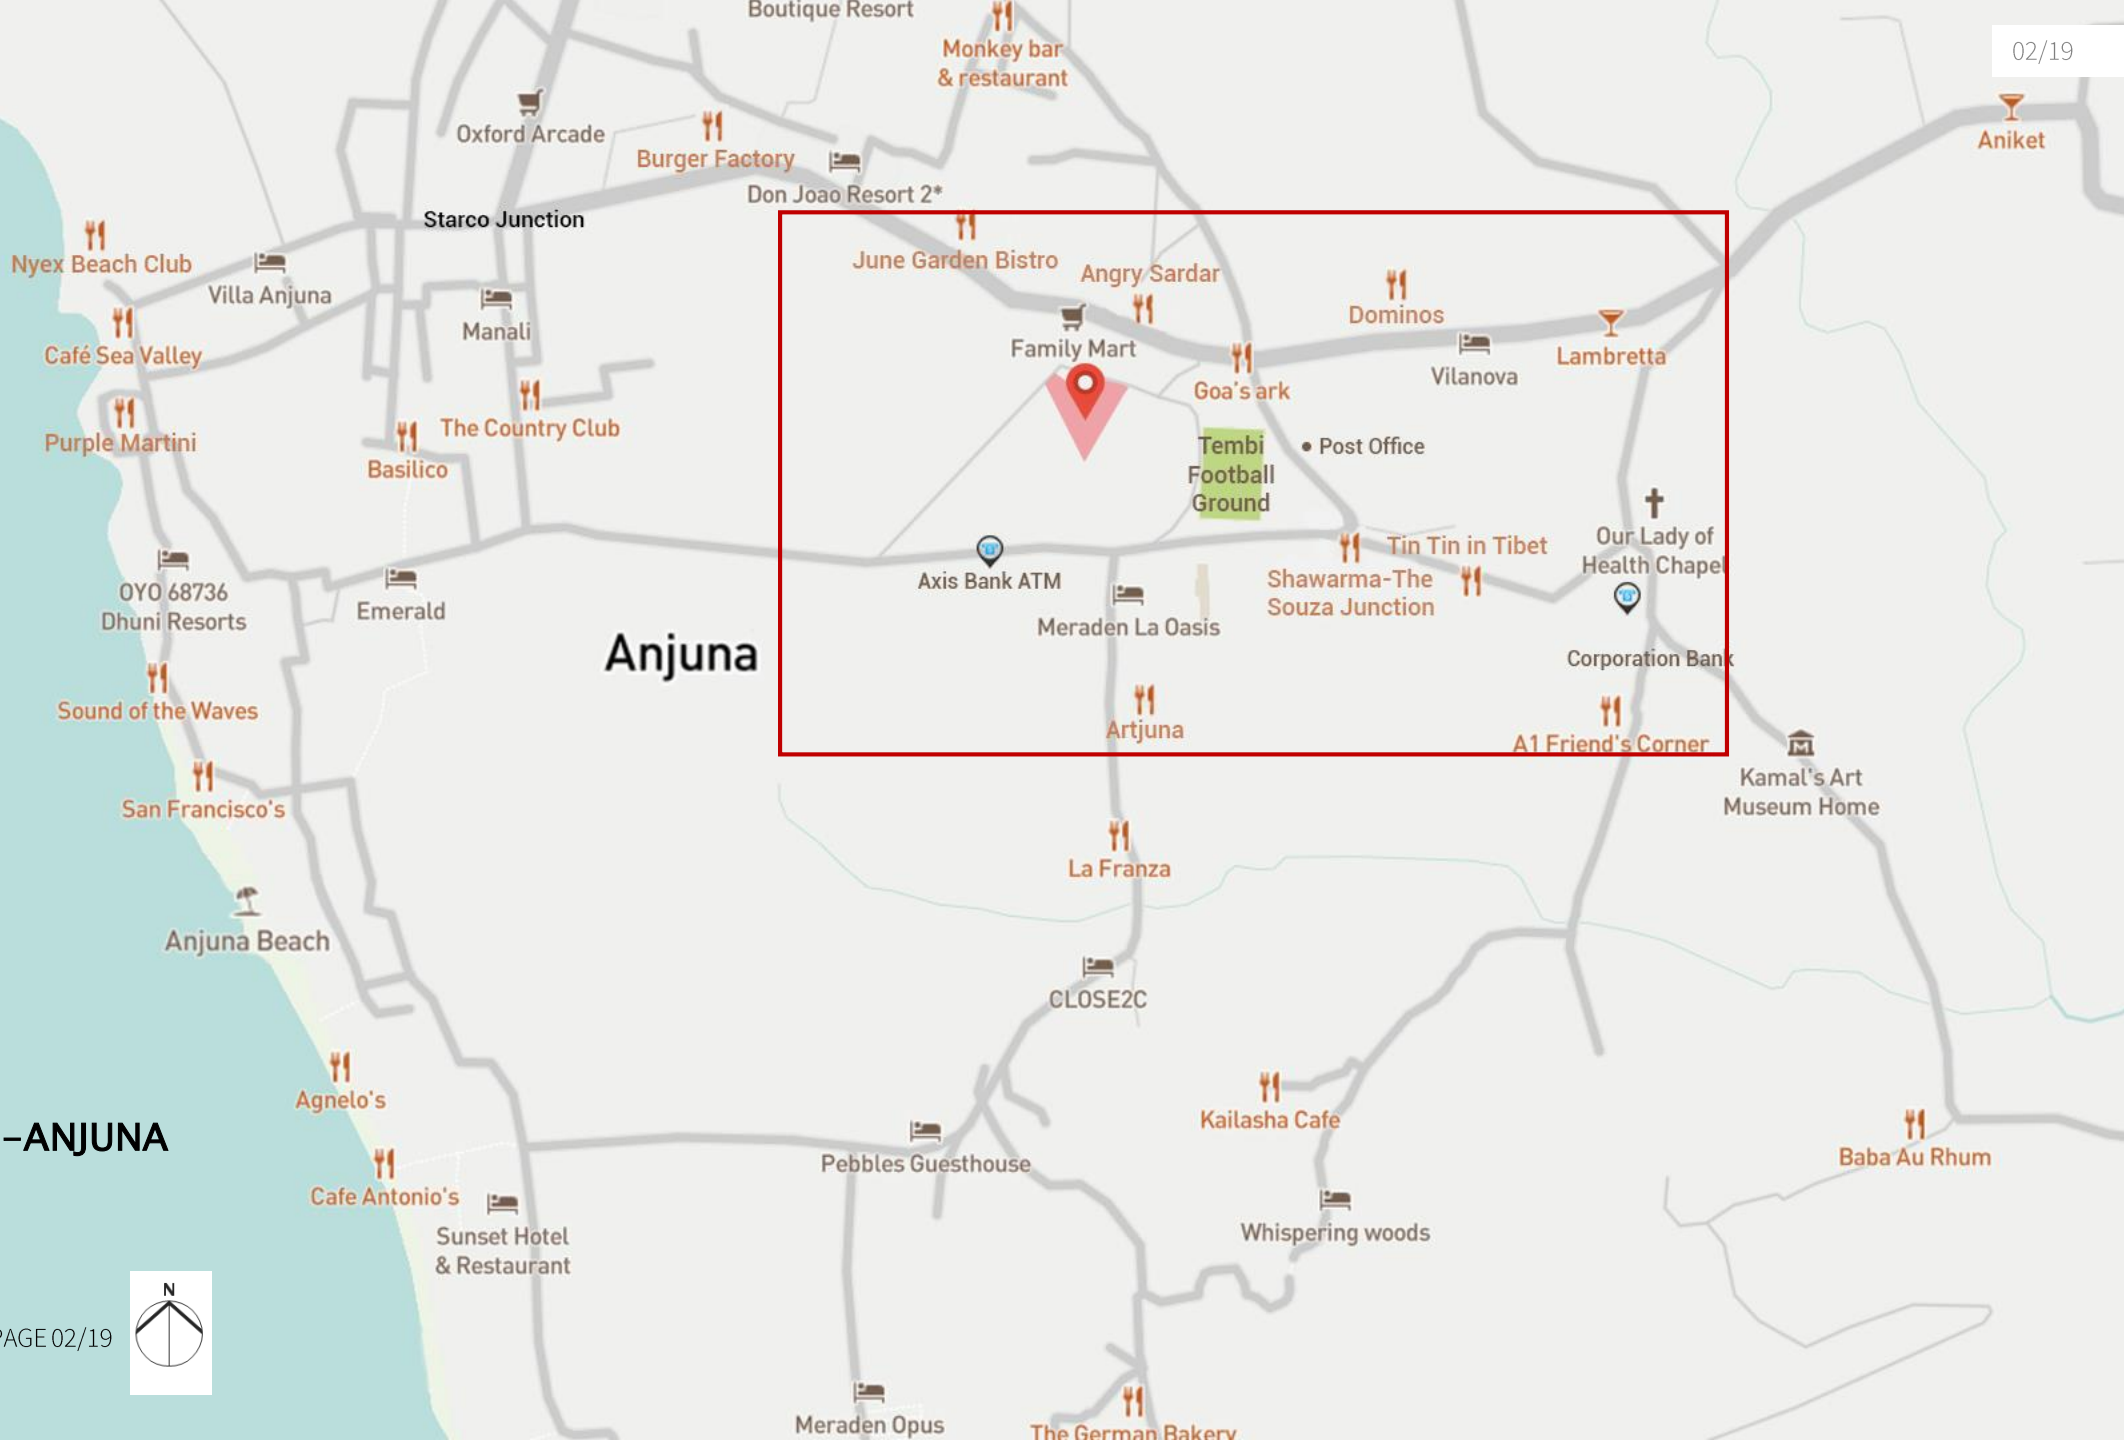 Boutique Resort
Monkey bar
& restaurant
02/19
Oxford Arcade
Burger Factory
Aniket
Don Joao Resort 2*
Starco Junction
Nyex Beach Club
June Garden Bistro
Angry Sardar
Villa Anjuna
Manali
Dominos
Family Mart
Café Sea Valley
Lambretta
Vilanova
Goa's ark
The Country Club
Purple Martini
Basilico
Tembi
Football
Ground
Post Office
Our Lady of
Health Chapel
Tin Tin in Tibet
Axis Bank ATM
Shawarma-The
Souza Junction
OYO 68736
Dhuni Resorts
Emerald
Meraden La Oasis
Anjuna
Corporation Bank
Sound of the Waves
Artjuna
A1 Friend's Corner
Kamal's Art
Museum Home
San Francisco's
La Franza
Anjuna Beach
CLOSE2C
Agnelo's
Kailasha Cafe
–ANJUNA
Pebbles Guesthouse
Baba Au Rhum
Cafe Antonio's
Sunset Hotel
& Restaurant
Whispering woods
N
PAGE 02/19
Meraden Opus
The German Bakery